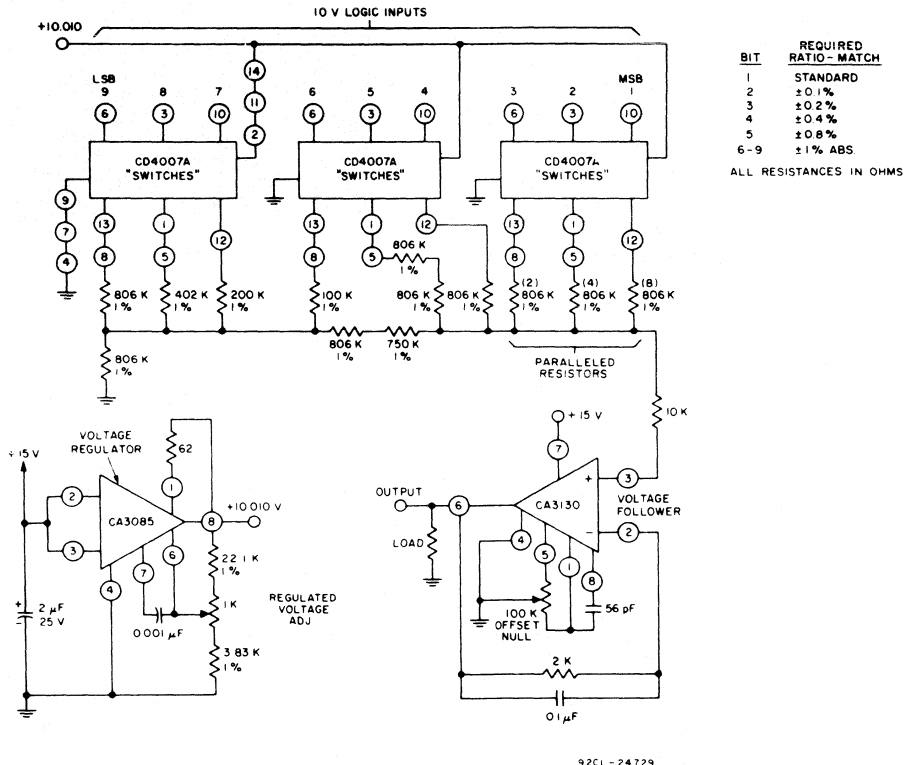 10 V LOGIC INPUTS
+10.010
LSB
9 8 7
6 5 4
3 2 MSB 1
14
11
2
6 3 10
6 3 10
6 3 10
CD4007A "SWITCHES"
CD4007A "SWITCHES"
CD4007A "SWITCHES"
9
7
4
13 1 12
8 5
13 1 12
8 5
13 1 12
8 5
806 K 1%
402 K 1%
200 K 1%
100 K 1%
806 K 1%
806 K 1%
806 K 1%
(2) 806 K 1%
(4) 806 K 1%
(8) 806 K 1%
806 K 1%
750 K 1%
806 K 1%
PARALLELED RESISTORS
BIT REQUIRED RATIO-MATCH
1 STANDARD
2 ±0.1%
3 ±0.2%
4 ±0.4%
5 ±0.8%
6-9 ±1% ABS
ALL RESISTANCES IN OHMS
+15 V
VOLTAGE REGULATOR
62
1
2
3
CA3085
8
+10.010 V
7
6
4
22 1 K 1%
1K
3 83 K 1%
0 001 µF
2 µF 25 V
+
-
REGULATED VOLTAGE ADJ
10 K
+15 V
7
OUTPUT
6
LOAD
CA3130
+
-
3
2
VOLTAGE FOLLOWER
4
5
1
8
56 pF
100 K OFFSET NULL
2 K
01 µF
92CL-24729